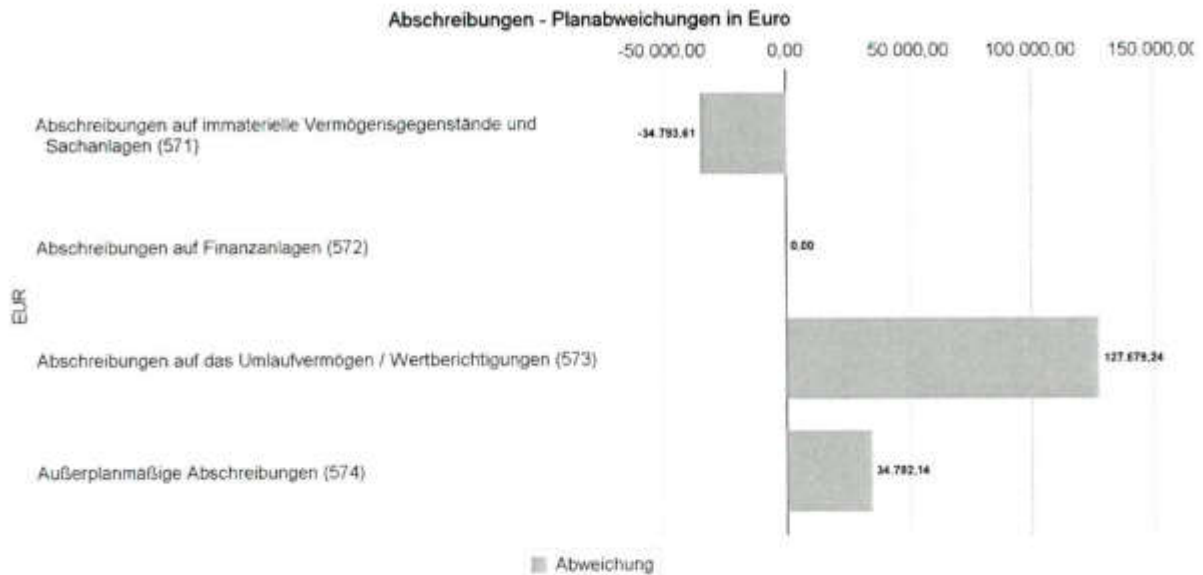 Abschreibungen - Planabweichungen in Euro
-50 000,00 0,00 50 000,00 100 000,00 150 000,00
Abschreibungen auf immaterielle Vermögensgegenstände und
Sachanlagen (571)
-34.793,61
Abschreibungen auf Finanzanlagen (572)
0,00
EUR
Abschreibungen auf das Umlaufvermögen / Wertberichtigungen (573)
127.679,24
Außerplanmäßige Abschreibungen (574)
34.792,14
Abweichung